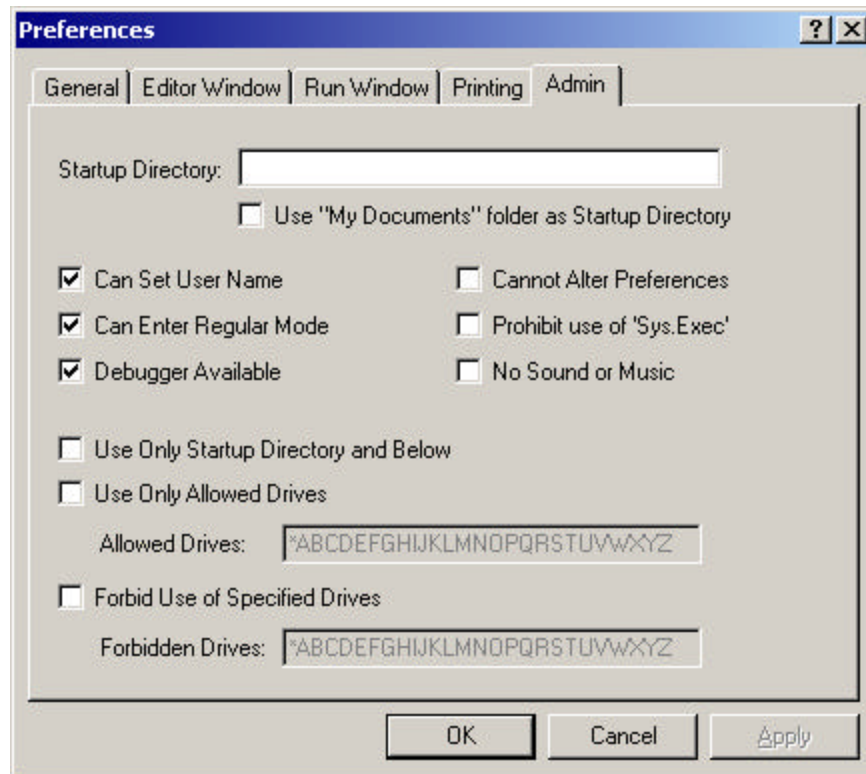 Preferences
General Editor Window Run Window Printing Admin
Startup Directory:
Use "My Documents" folder as Startup Directory
Can Set User Name Cannot Alter Preferences
Can Enter Regular Mode Prohibit use of 'Sys.Exec'
Debugger Available No Sound or Music
Use Only Startup Directory and Below
Use Only Allowed Drives
Allowed Drives: *ABCDEFGHIJKLMNOPQRSTUVWXYZ
Forbid Use of Specified Drives
Forbidden Drives: *ABCDEFGHIJKLMNOPQRSTUVWXYZ
OK Cancel Apply